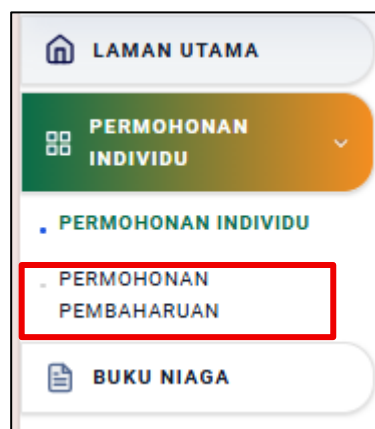 LAMAN UTAMA
PERMOHONAN
INDIVIDU
PERMOHONAN INDIVIDU
PERMOHONAN
PEMBAHARUAN
BUKU NIAGA